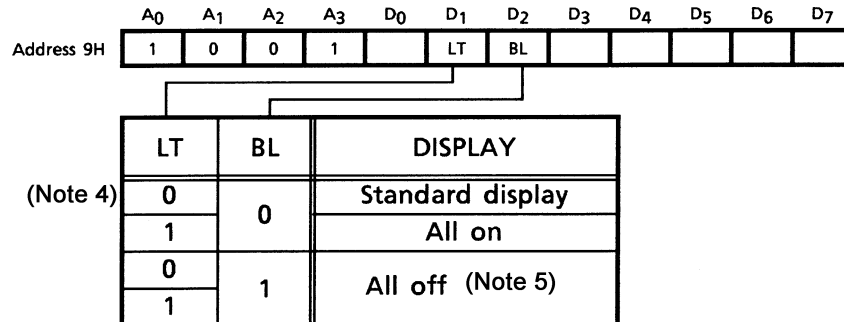 A0 A1 A2 A3 D0 D1 D2 D3 D4 D5 D6 D7
Address 9H 1 0 0 1 LT BL
LT BL DISPLAY
(Note 4) 0 0 Standard display
1 All on
0 1 All off (Note 5)
1